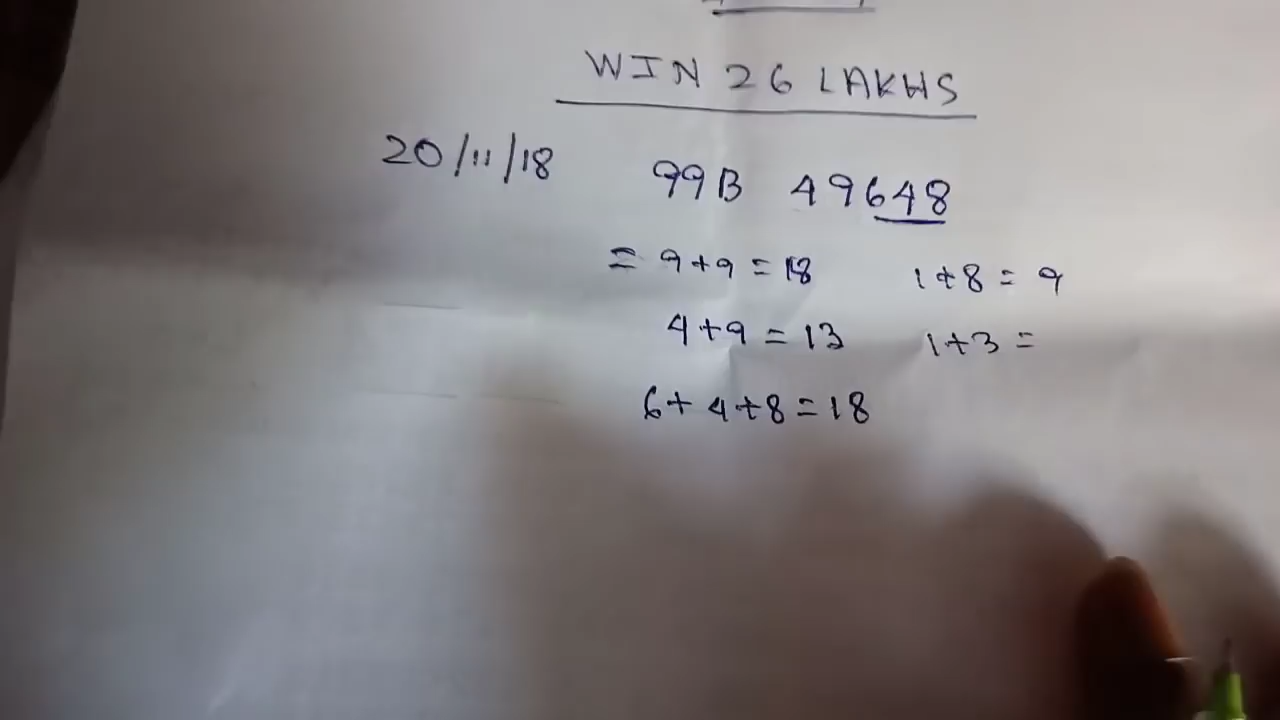 WIN 26 LAKHS
20/11/18 99B 49648
= 9+9=18 1+8=9
4+9=13 1+3=
6+4+8=18